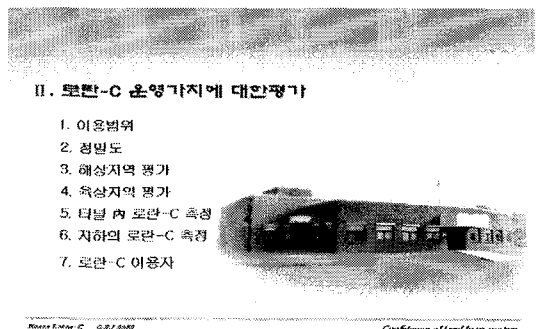 Ⅱ. 로란-C 운영가치에 대한평가
1. 이용범위
2. 정밀도
3. 해상지역 평가
4. 육상지역 평가
5. 터널 內 로란-C 측정
6. 지하의 로란-C 측정
7. 로란-C 이용자
Korea Loran-C